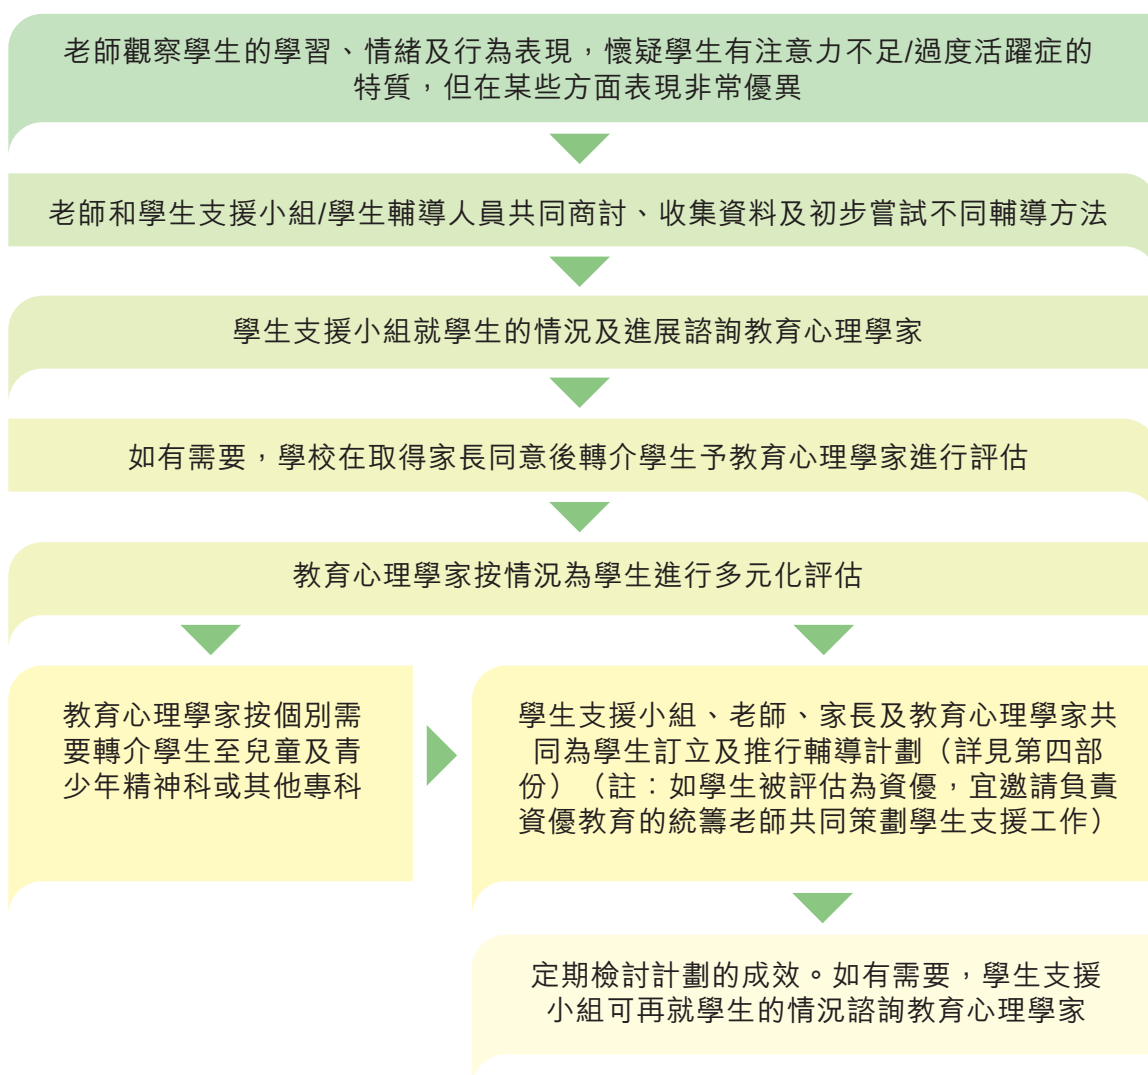 老師觀察學生的學習、情緒及行為表現，懷疑學生有注意力不足/過度活躍症的
特質，但在某些方面表現非常優異
老師和學生支援小組/學生輔導人員共同商討、收集資料及初步嘗試不同輔導方法
學生支援小組就學生的情況及進展諮詢教育心理學家
如有需要，學校在取得家長同意後轉介學生予教育心理學家進行評估
教育心理學家按情況為學生進行多元化評估
教育心理學家按個別需
要轉介學生至兒童及青
少年精神科或其他專科
學生支援小組、老師、家長及教育心理學家共
同為學生訂立及推行輔導計劃（詳見第四部
份）（註：如學生被評估為資優，宜邀請負責
資優教育的統籌老師共同策劃學生支援工作）
定期檢討計劃的成效。如有需要，學生支援
小組可再就學生的情況諮詢教育心理學家